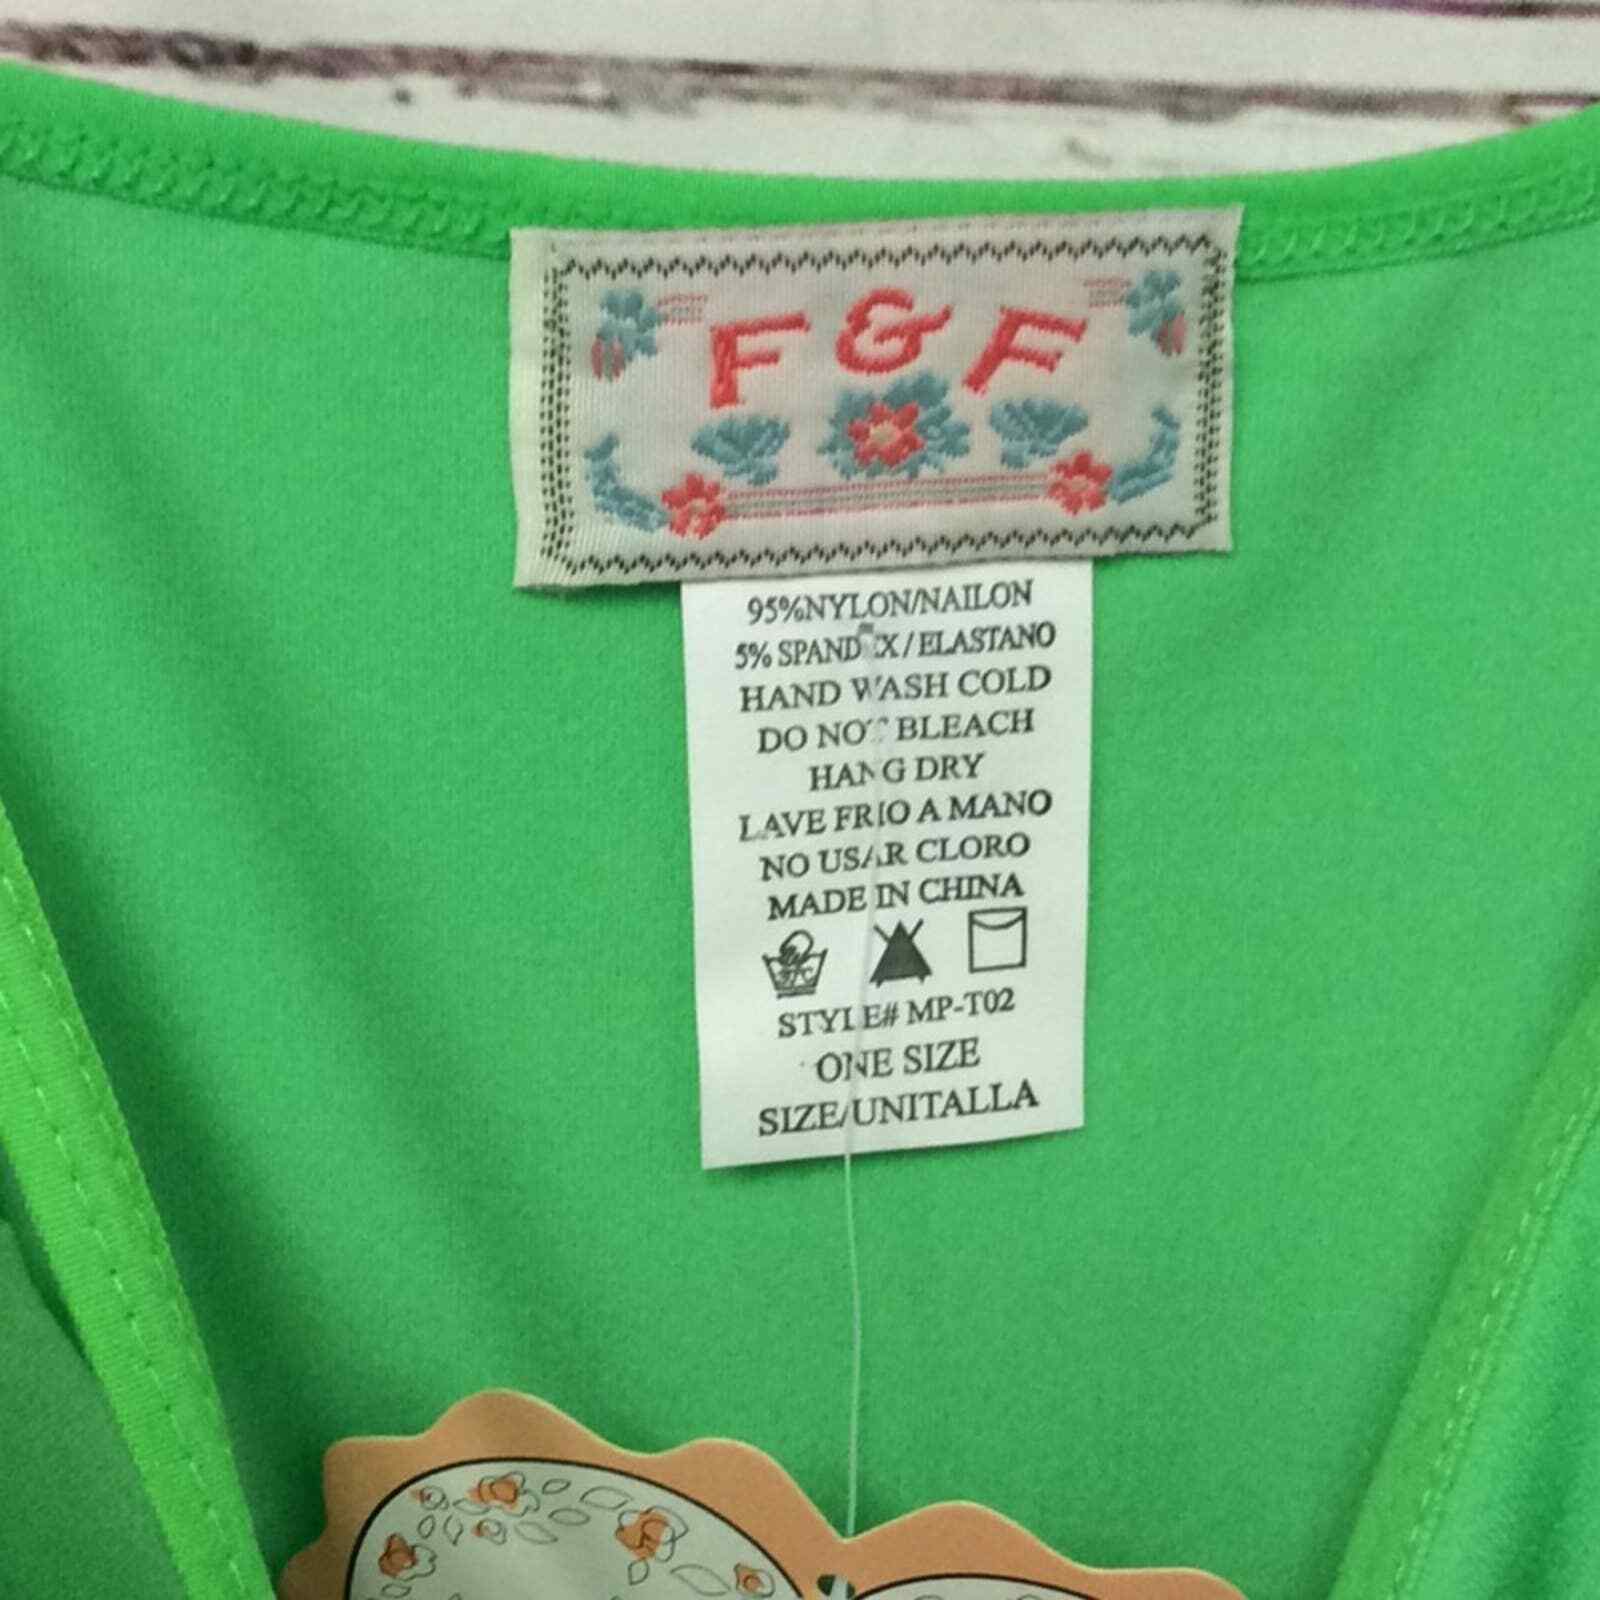 F & F
95%NYLON/NAILON
5% SPANDEX / ELASTANO
HAND WASH COLD
DO NOT BLEACH
HANG DRY
LAVE FRIO A MANO
NO USAR CLORO
MADE IN CHINA
STYLE# MP-T02
ONE SIZE
SIZE/UNITALLA